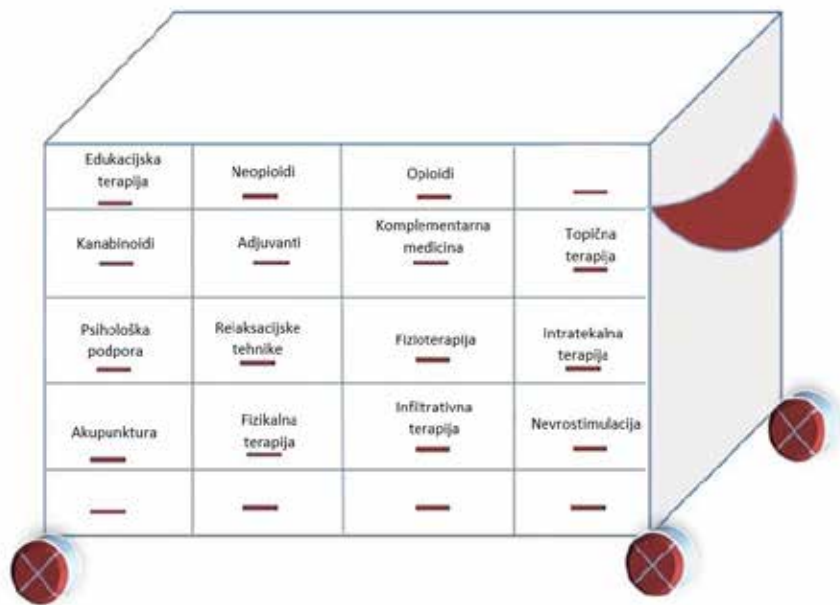 Edukacijska
terapija
Neopioidi
Opioidi
Kanabinoidi
Adjuvanti
Komplementarna
medicina
Topična
terapija
Psihološka
podpora
Relaksacijske
tehnike
Fizioterapija
Intratekalna
terapija
Akupunktura
Fizikalna
terapija
Infiltrativna
terapija
Nevrostimulacija